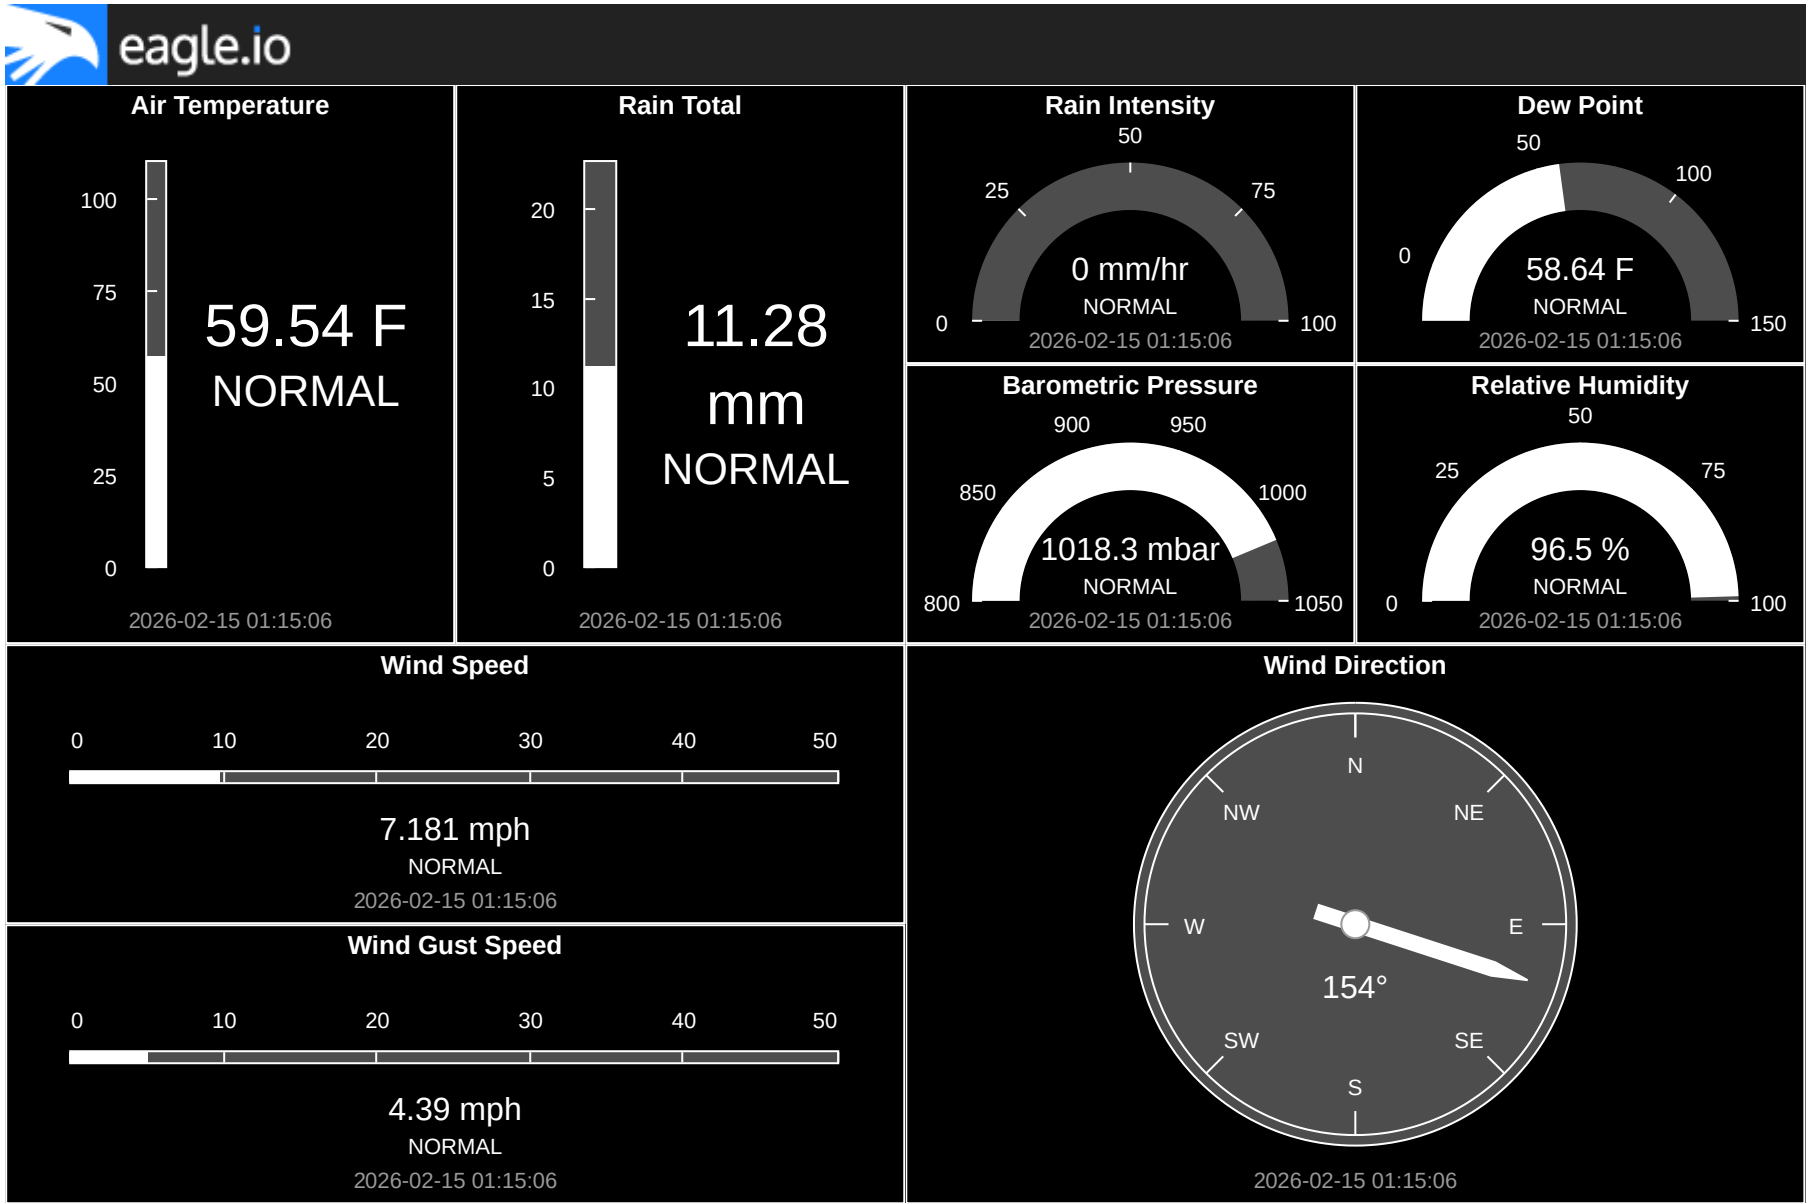 eagle.io
Air Temperature
100
75
50
25
0
59.54 F
NORMAL
2026-02-15 01:15:06
Rain Total
20
15
10
5
0
11.28
mm
NORMAL
2026-02-15 01:15:06
Rain Intensity
0
25
50
75
100
0 mm/hr
NORMAL
2026-02-15 01:15:06
Dew Point
0
50
100
150
58.64 F
NORMAL
2026-02-15 01:15:06
Barometric Pressure
800
850
900
950
1000
1050
1018.3 mbar
NORMAL
2026-02-15 01:15:06
Relative Humidity
0
25
50
75
100
96.5 %
NORMAL
2026-02-15 01:15:06
Wind Speed
0 10 20 30 40 50
7.181 mph
NORMAL
2026-02-15 01:15:06
Wind Gust Speed
0 10 20 30 40 50
4.39 mph
NORMAL
2026-02-15 01:15:06
Wind Direction
N
NW NE
W E
154°
SW SE
S
2026-02-15 01:15:06